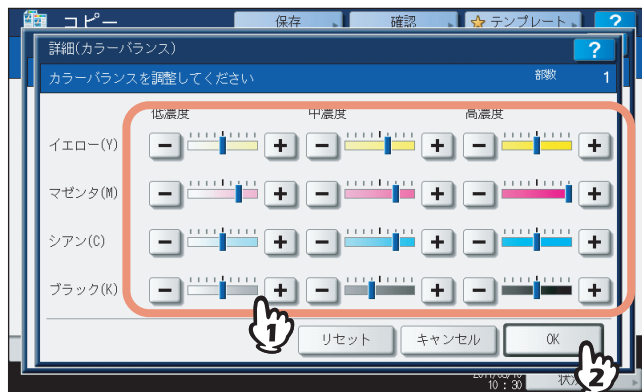 コピー 保存 確認 テンプレート ?
詳細(カラーバランス) ?
カラーバランスを調整してください 部数 1
低濃度 中濃度 高濃度
イエロー(Y) - + - + - +
マゼンタ(M) - + - + - +
シアン(C) - + - + - +
ブラック(K) - + - + - +
1
リセット キャンセル OK
2
10 : 30